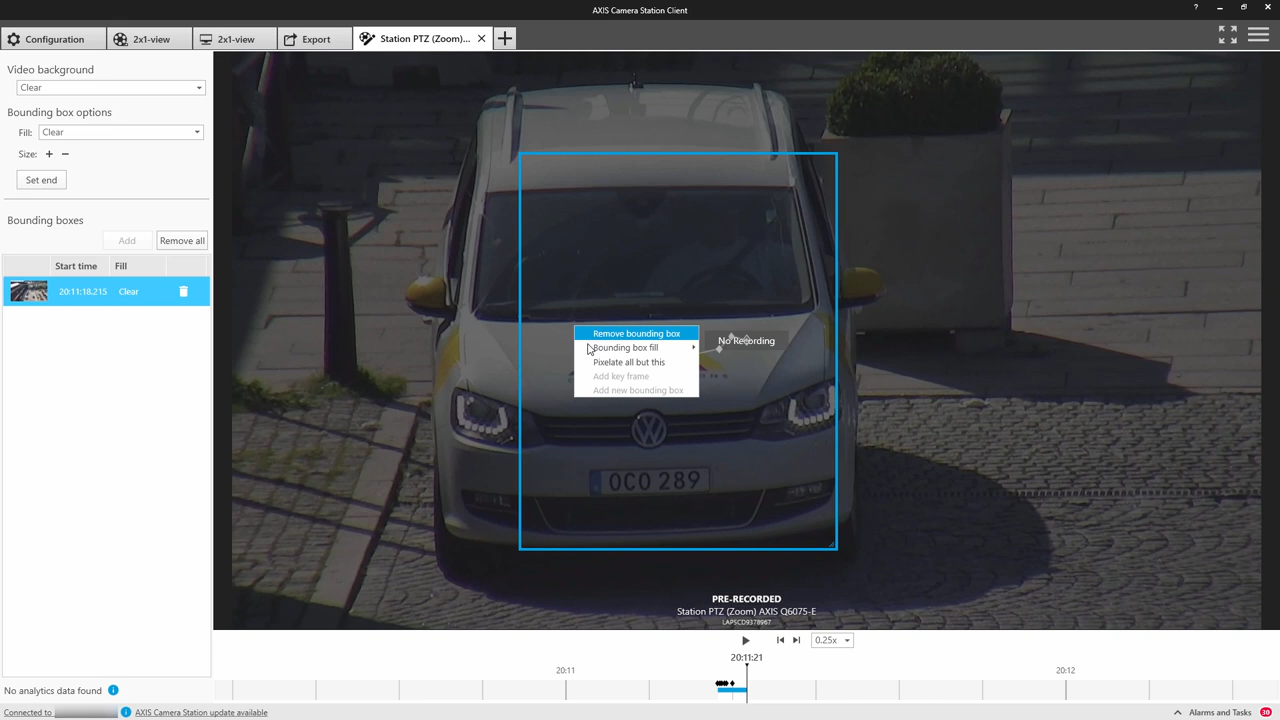 AXIS Camera Station Client
?
Configuration
2x1-view
2x1-view
Export
Station PTZ (Zoom)...
Video background
Clear
Bounding box options
Fill: Clear
Size: + −
Set end
Bounding boxes
Add Remove all
Start time Fill
20:11:18.215 Clear
Remove bounding box
Bounding box fill
Pixelate all but this
Add key frame
Add new bounding box
No Recording
OCO 289
PRE-RECORDED
Station PTZ (Zoom) AXIS Q6075-E
LAPSCD9378967
0.25x
20:11:21
20:11 20:12
No analytics data found
Connected to
AXIS Camera Station update available
Alarms and Tasks 30